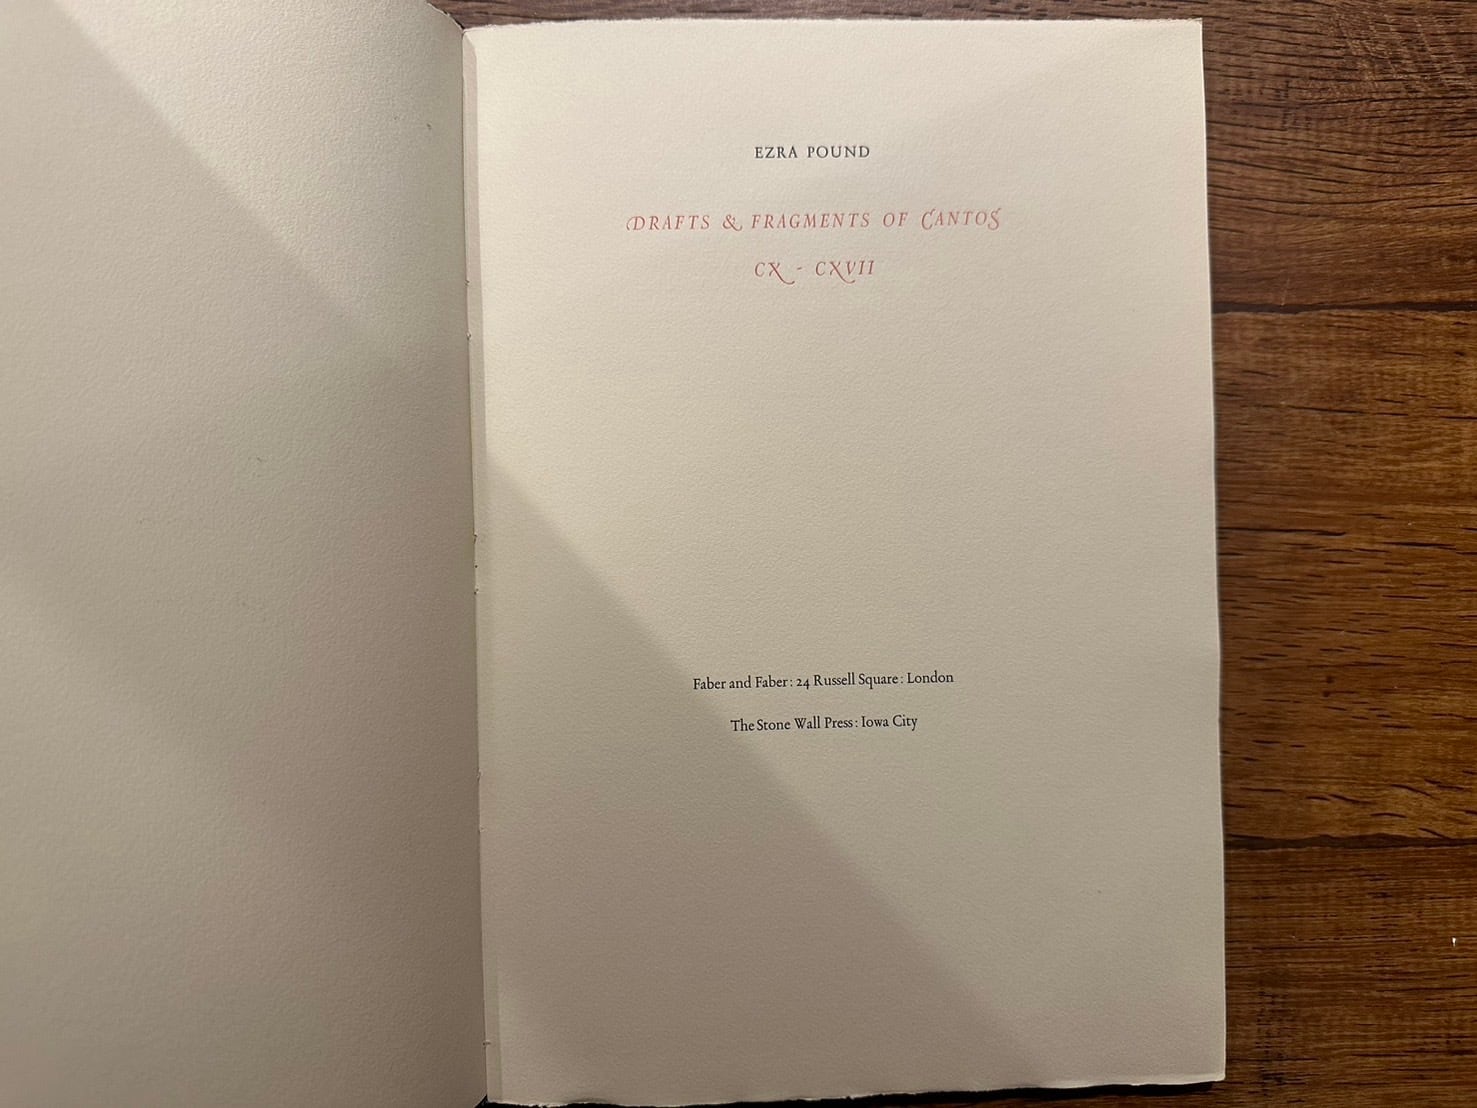 EZRA POUND
DRAFTS & FRAGMENTS OF CANTOS
CX - CXVII
Faber and Faber: 24 Russell Square: London
The Stone Wall Press: Iowa City